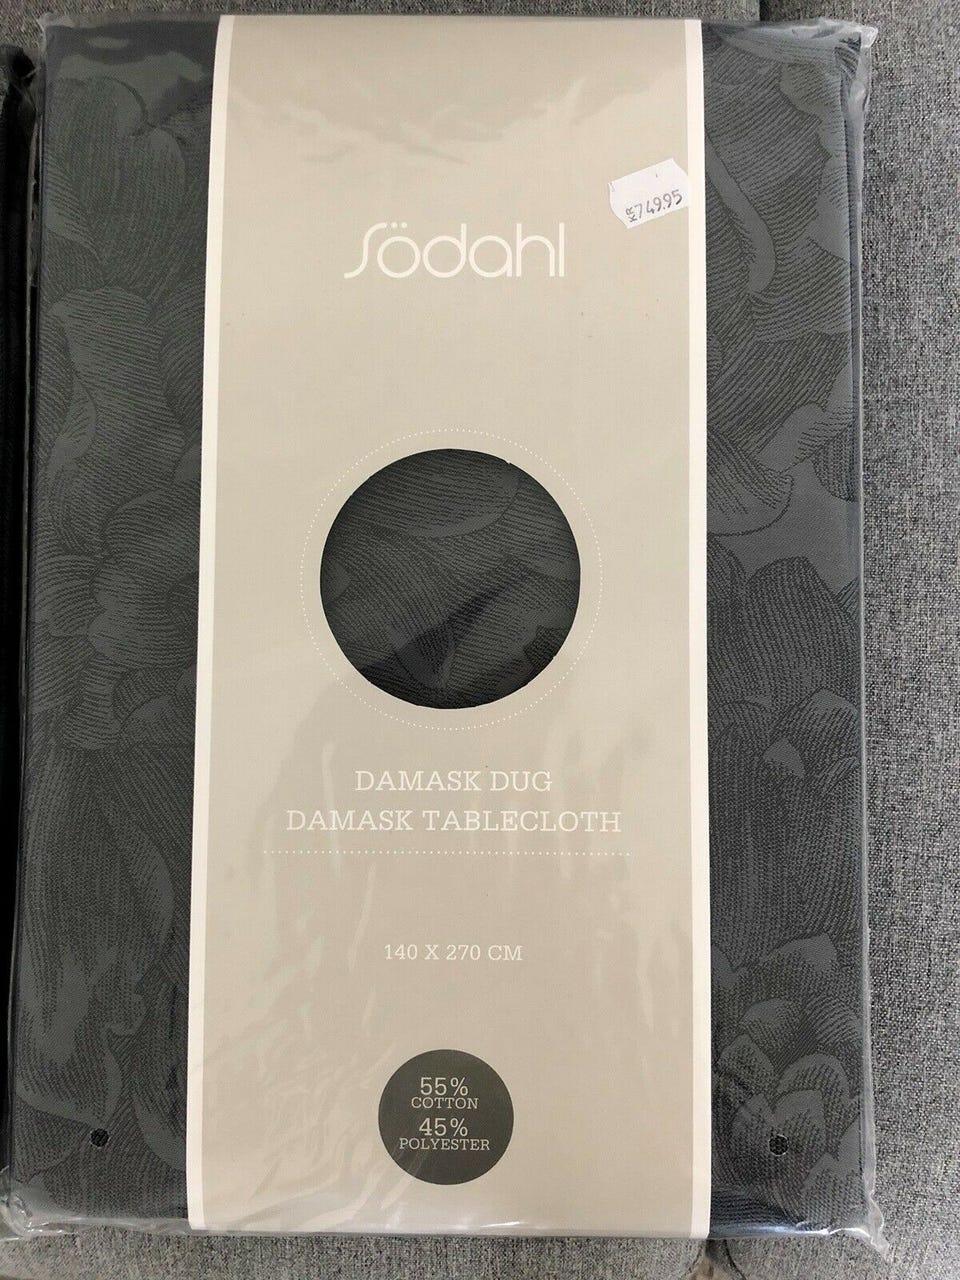 KR 749.95
Södahl
DAMASK DUG
DAMASK TABLECLOTH
140 X 270 CM
55%
COTTON
45%
POLYESTER